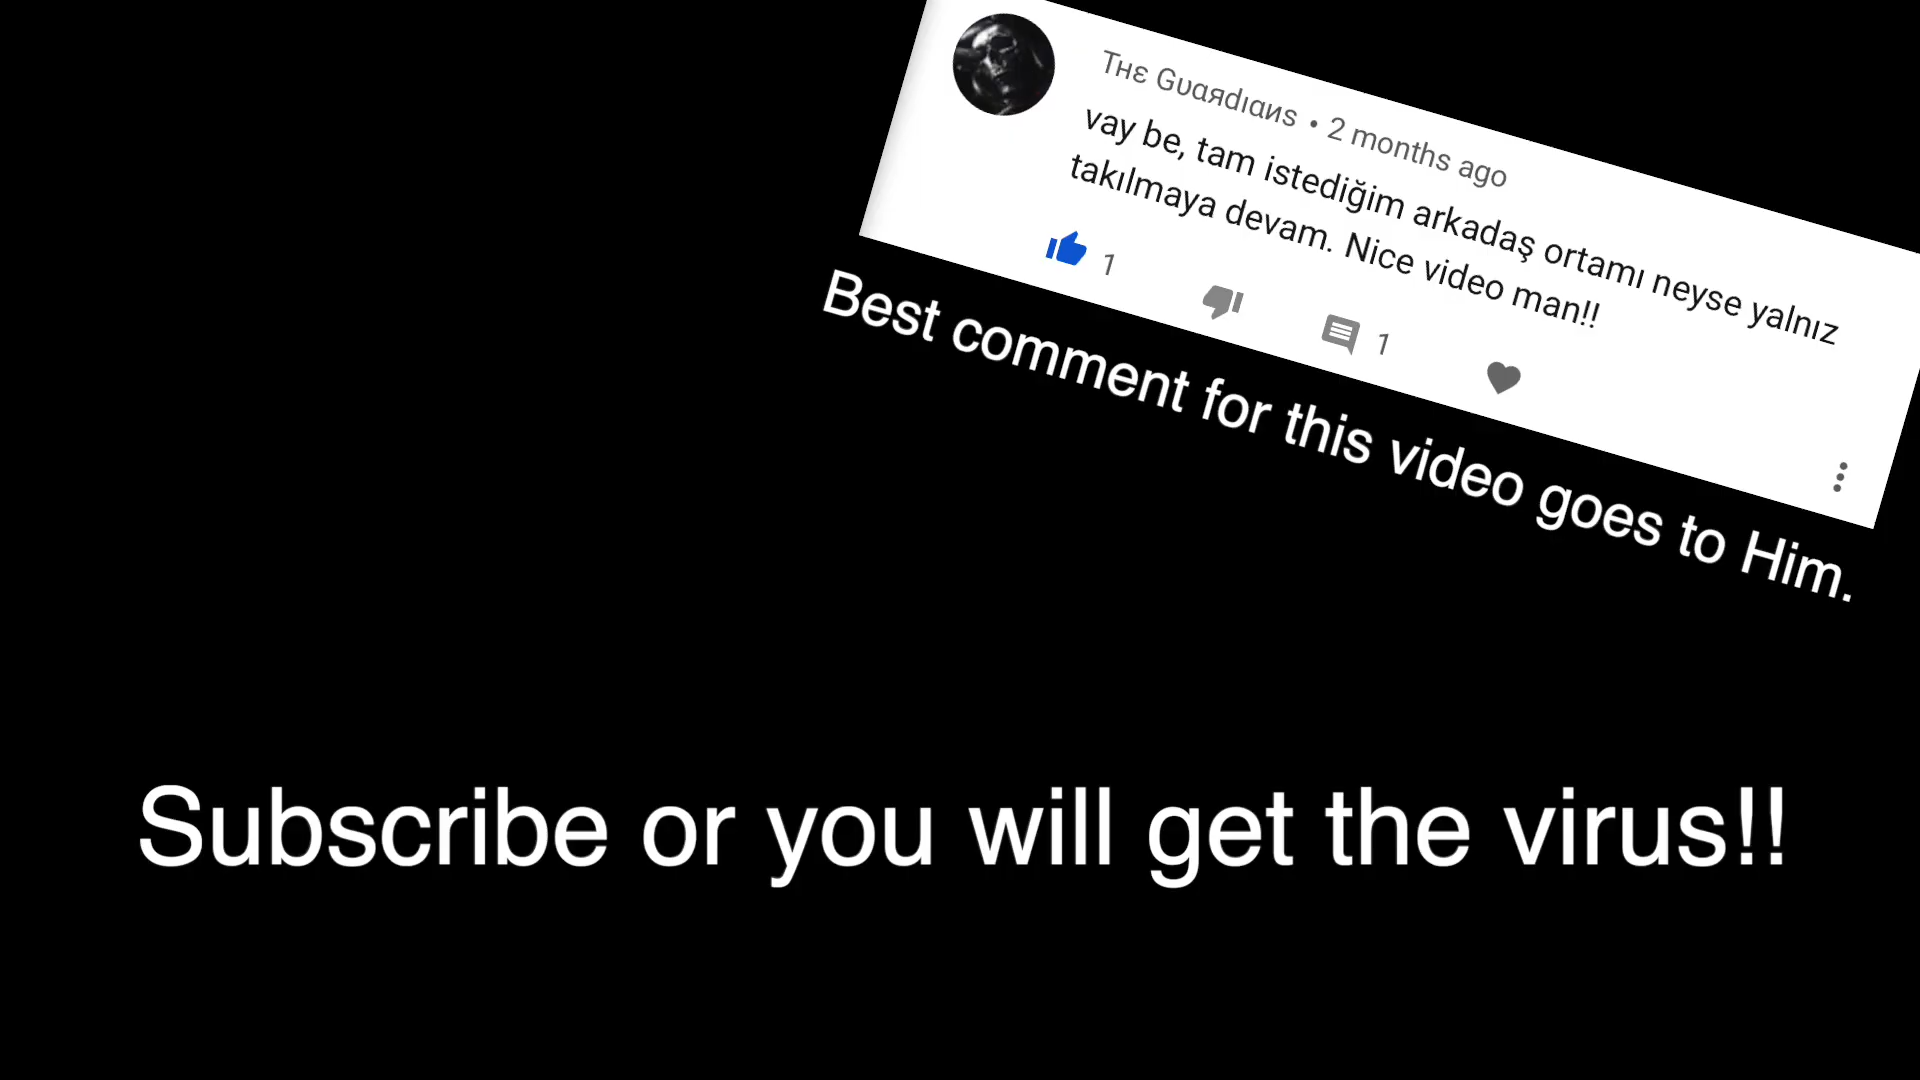 Tʜɛ Gυαяdιαиs • 2 months ago
vay be, tam istediğim arkadaş ortamı neyse yalnız
takılmaya devam. Nice video man!!
1
1
Best comment for this video goes to Him.
Subscribe or you will get the virus!!